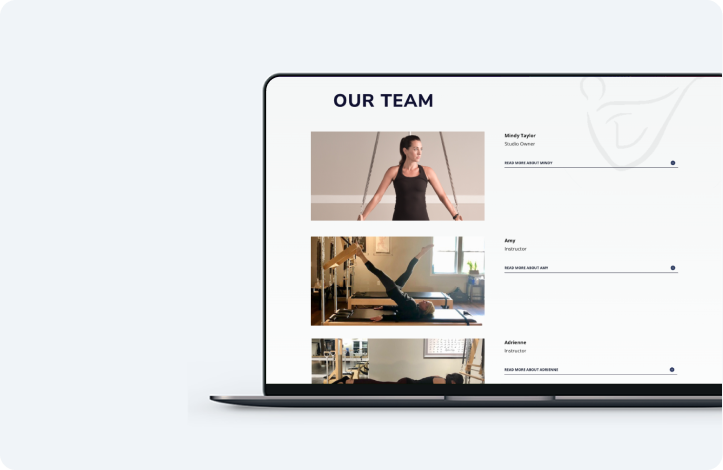 OUR TEAM
Mindy Taylor
Studio Owner
READ MORE ABOUT MINDY
Amy
Instructor
READ MORE ABOUT AMY
Adrienne
Instructor
READ MORE ABOUT ADRIENNE